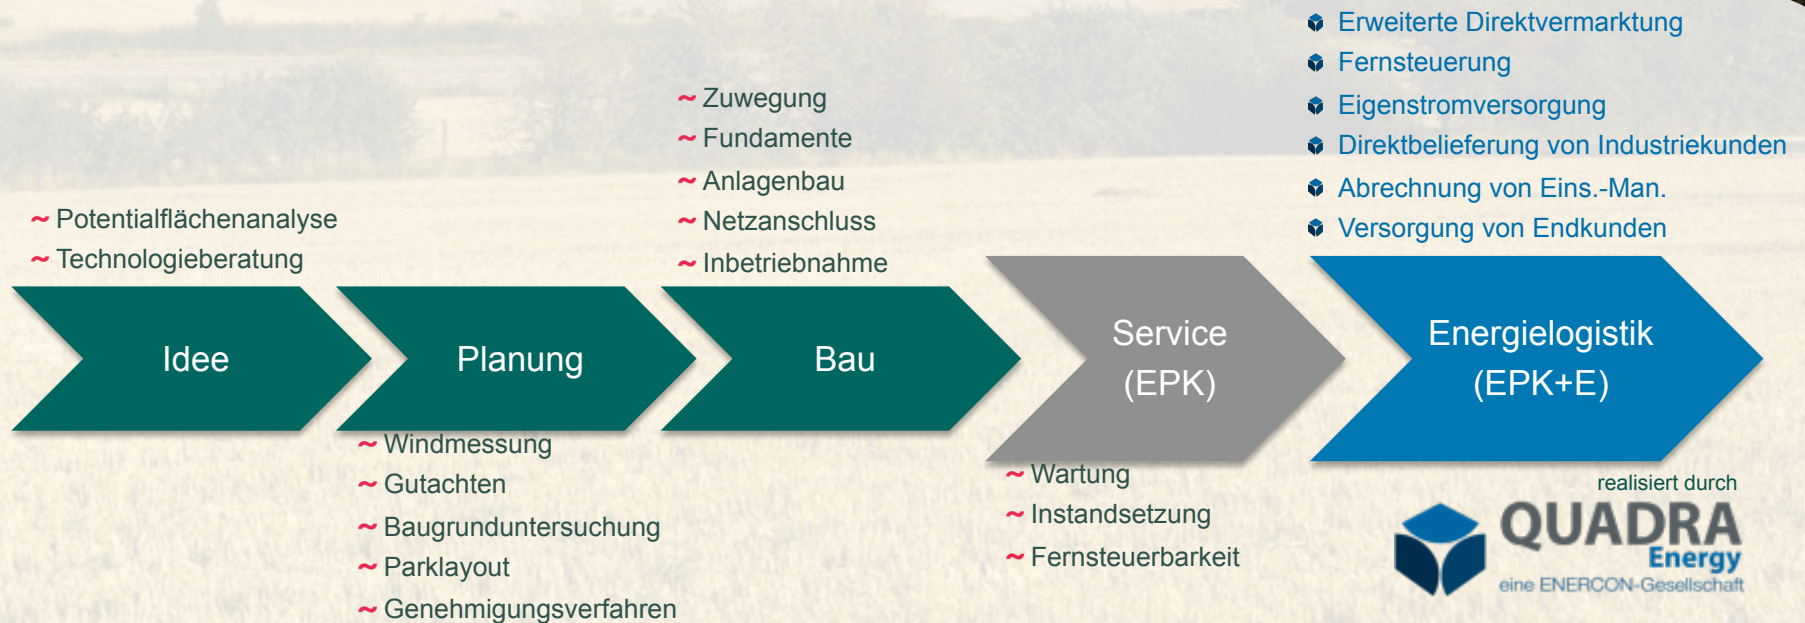 ~ Potentialflächenanalyse
~ Technologieberatung
Idee
Planung
~ Windmessung
~ Gutachten
~ Baugrunduntersuchung
~ Parklayout
~ Genehmigungsverfahren
~ Zuwegung
~ Fundamente
~ Anlagenbau
~ Netzanschluss
~ Inbetriebnahme
Bau
Service
(EPK)
~ Wartung
~ Instandsetzung
~ Fernsteuerbarkeit
Erweiterte Direktvermarktung
Fernsteuerung
Eigenstromversorgung
Direktbelieferung von Industriekunden
Abrechnung von Eins.-Man.
Versorgung von Endkunden
Energielogistik
(EPK+E)
realisiert durch
QUADRA
Energy
eine ENERCON-Gesellschaft